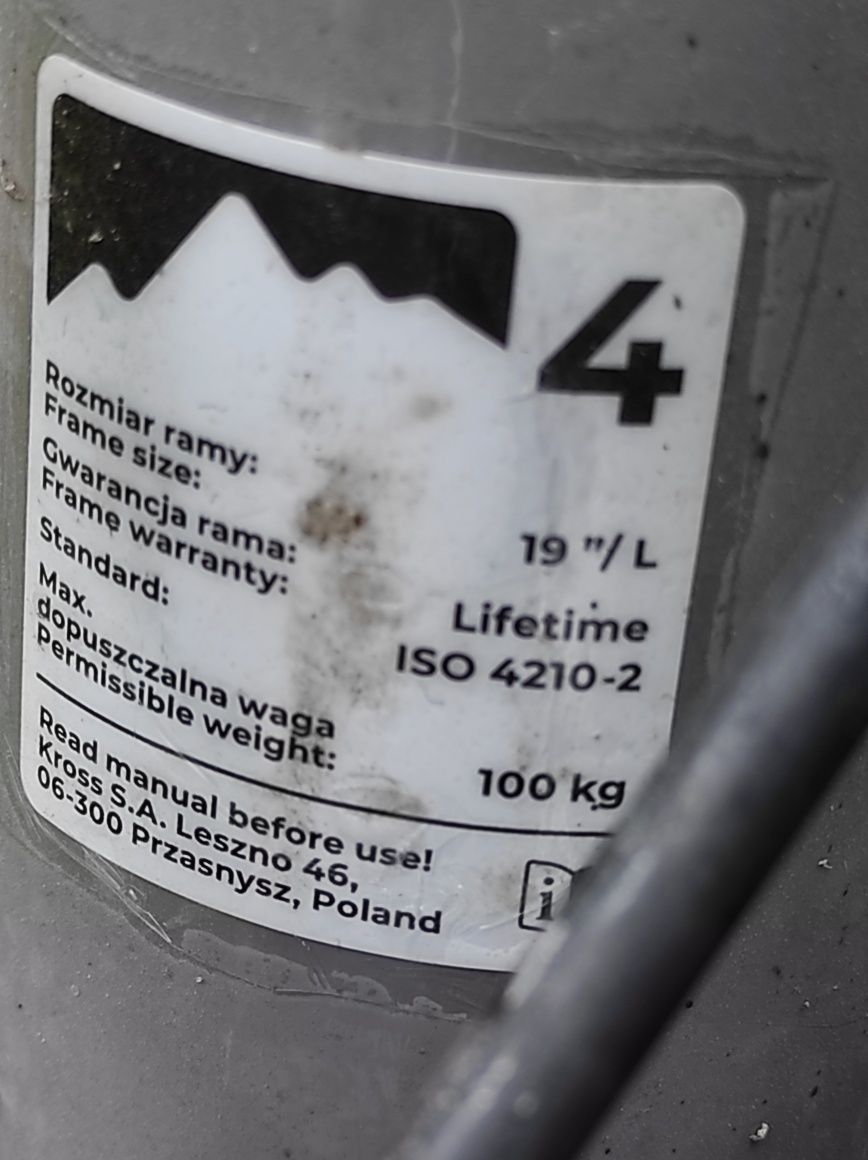 4
Rozmiar ramy:
Frame size:
19 "/ L
Gwarancja rama:
Frame warranty:
Lifetime
Standard:
ISO 4210-2
Max.
dopuszczalna waga
Permissible weight:
100 kg
Read manual before use!
Kross S.A. Leszno 46,
06-300 Przasnysz, Poland
i